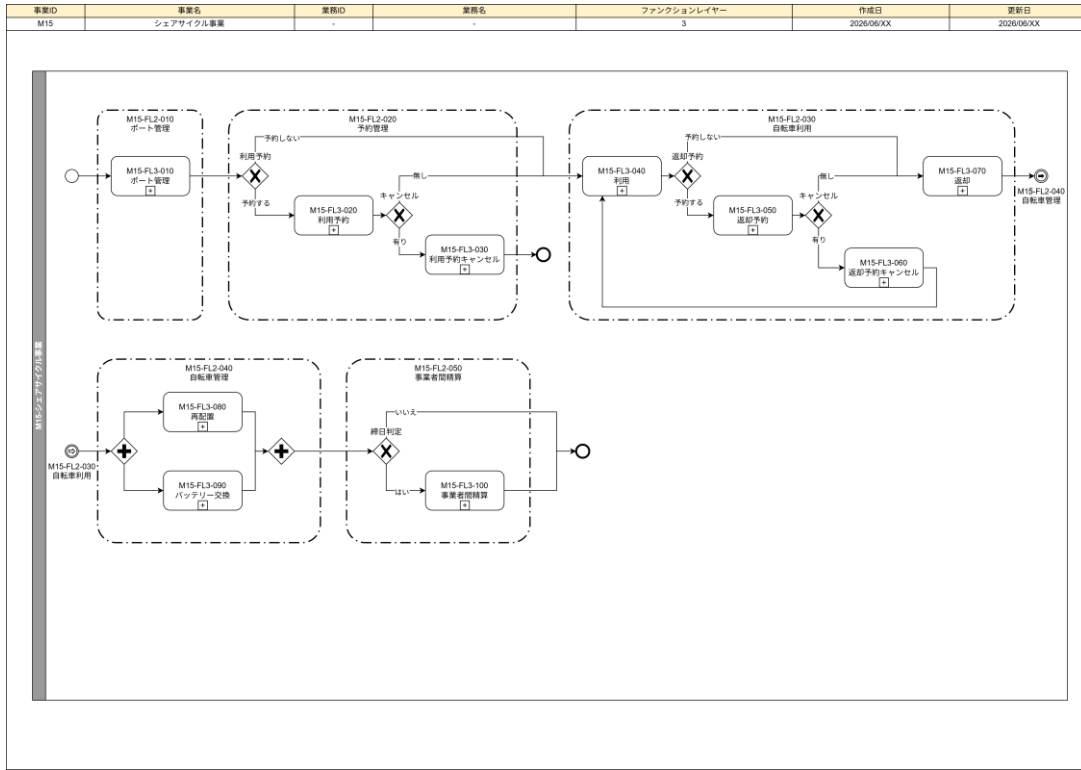 事業ID 事業名 業務ID 業務名 ファンクションレイヤー 作成日 更新日
M15 シェアサイクル事業 - - 3 2026/06/XX 2026/06/XX
M15-シェアサイクル事業
M15-FL2-010
ポート管理
M15-FL3-010
ポート管理
M15-FL2-020
予約管理
予約しない
利用予約
予約する
M15-FL3-020
利用予約
無し
キャンセル
有り
M15-FL3-030
利用予約キャンセル
M15-FL2-030
自転車利用
M15-FL3-040
利用
予約しない
返却予約
予約する
M15-FL3-050
返却予約
無し
キャンセル
有り
M15-FL3-060
返却予約キャンセル
M15-FL3-070
返却
M15-FL2-040
自転車管理
M15-FL2-030
自転車利用
M15-FL2-040
自転車管理
M15-FL3-080
再配置
M15-FL3-090
バッテリー交換
M15-FL2-050
事業者間精算
いいえ
締日判定
はい
M15-FL3-100
事業者間精算